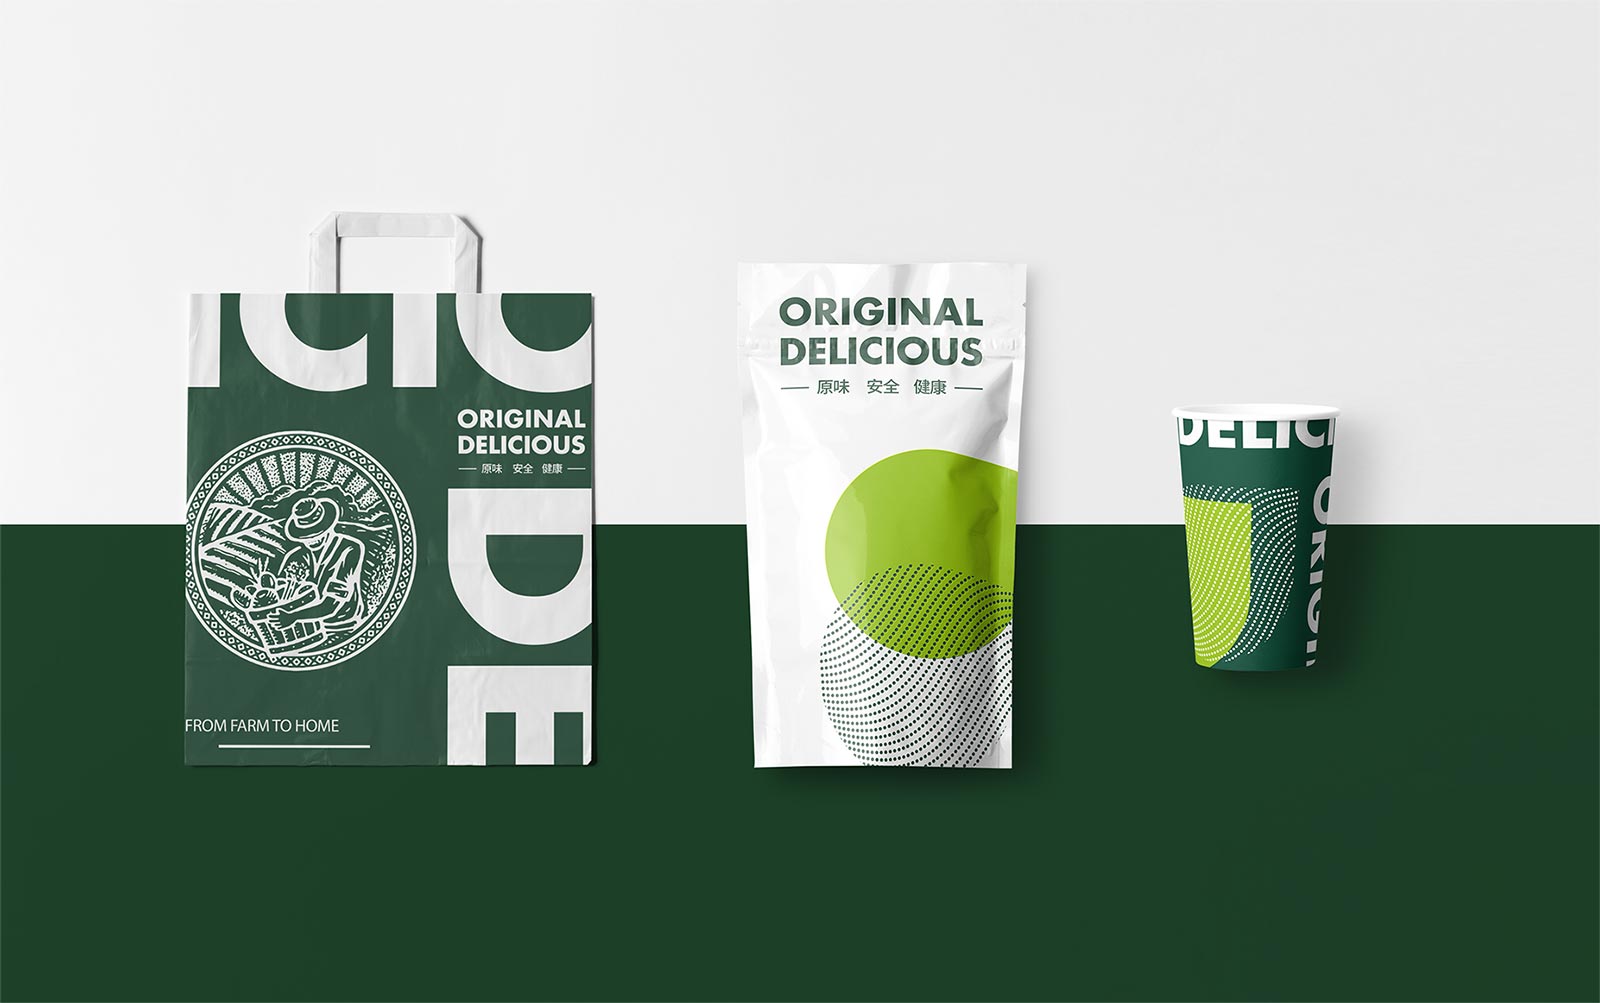 ORIGINAL
DELICIOUS
原味 安全 健康
DE
FROM FARM TO HOME
ORIGINAL
DELICIOUS
原味 安全 健康
DELICI
ORIGI